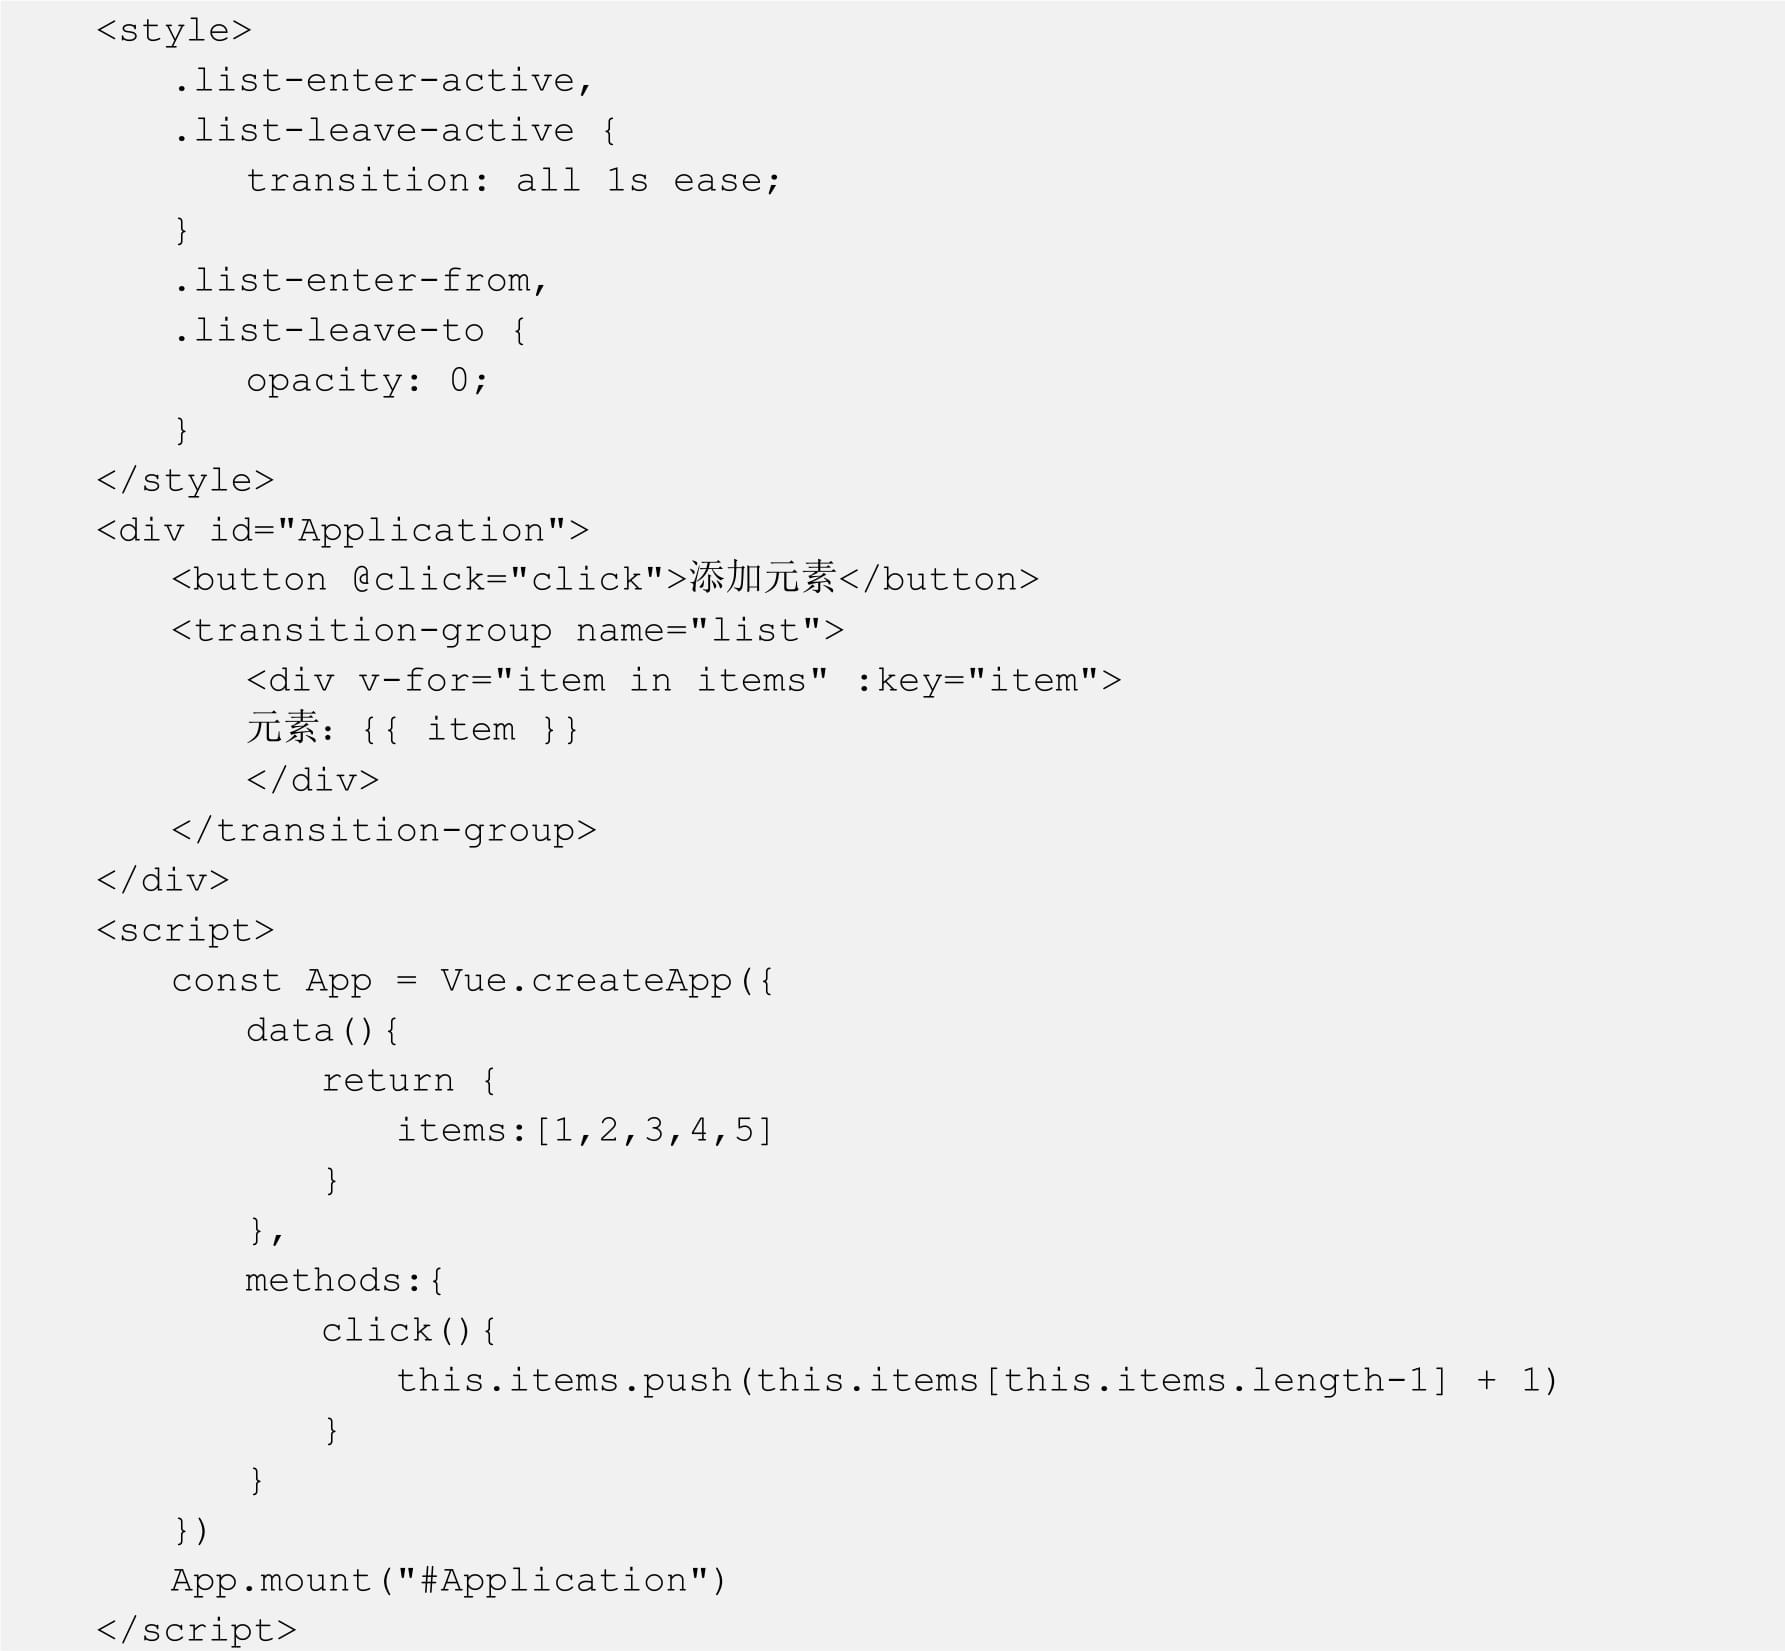 <style>
.list-enter-active,
.list-leave-active {
transition: all 1s ease;
}
.list-enter-from,
.list-leave-to {
opacity: 0;
}
</style>
<div id="Application">
<button @click="click">添加元素</button>
<transition-group name="list">
<div v-for="item in items" :key="item">
元素：{{ item }}
</div>
</transition-group>
</div>
<script>
const App = Vue.createApp({
data(){
return {
items:[1,2,3,4,5]
}
},
methods:{
click(){
this.items.push(this.items[this.items.length-1] + 1)
}
}
})
App.mount("#Application")
</script>